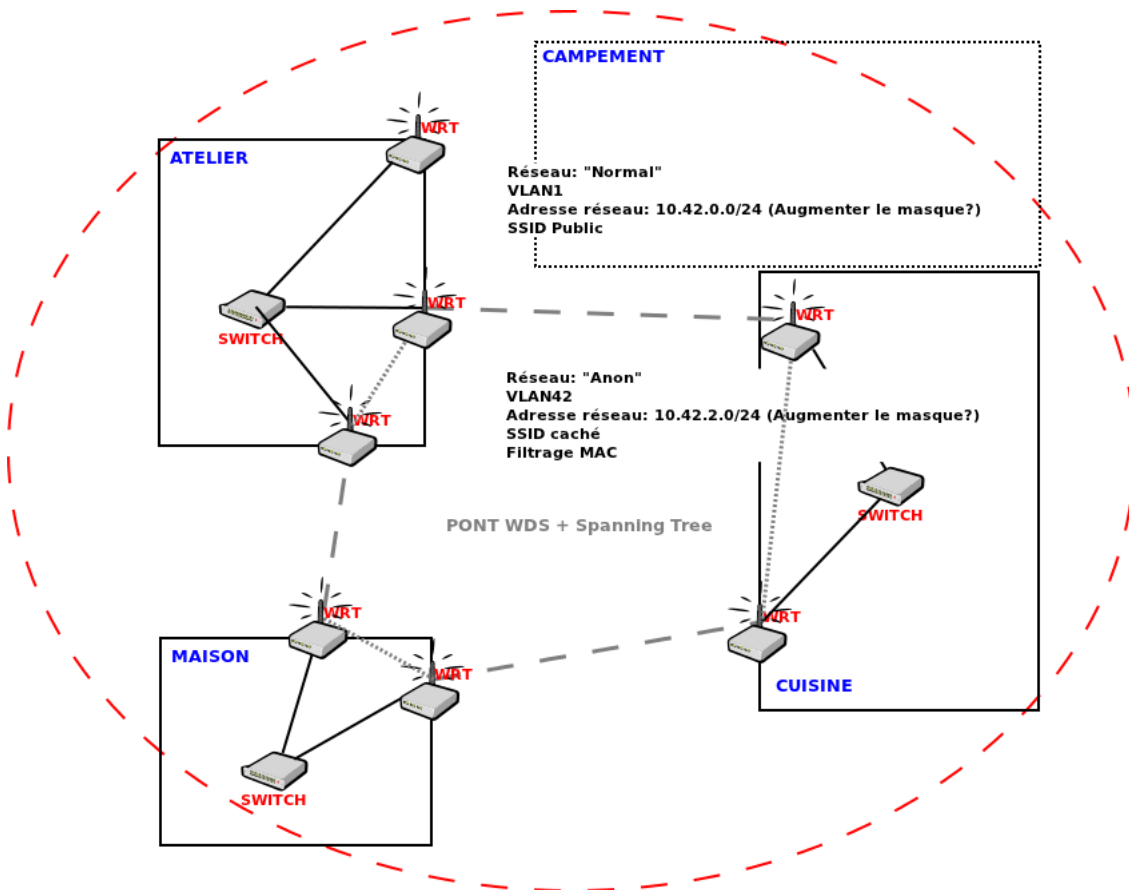 CAMPEMENT
WRT
ATELIER
Réseau: "Normal"
VLAN1
Adresse réseau: 10.42.0.0/24 (Augmenter le masque?)
SSID Public
WRT
WRT
SWITCH
Réseau: "Anon"
VLAN42
Adresse réseau: 10.42.2.0/24 (Augmenter le masque?)
SSID caché
Filtrage MAC
WRT
SWITCH
PONT WDS + Spanning Tree
WRT
WRT
MAISON
WRT
CUISINE
SWITCH